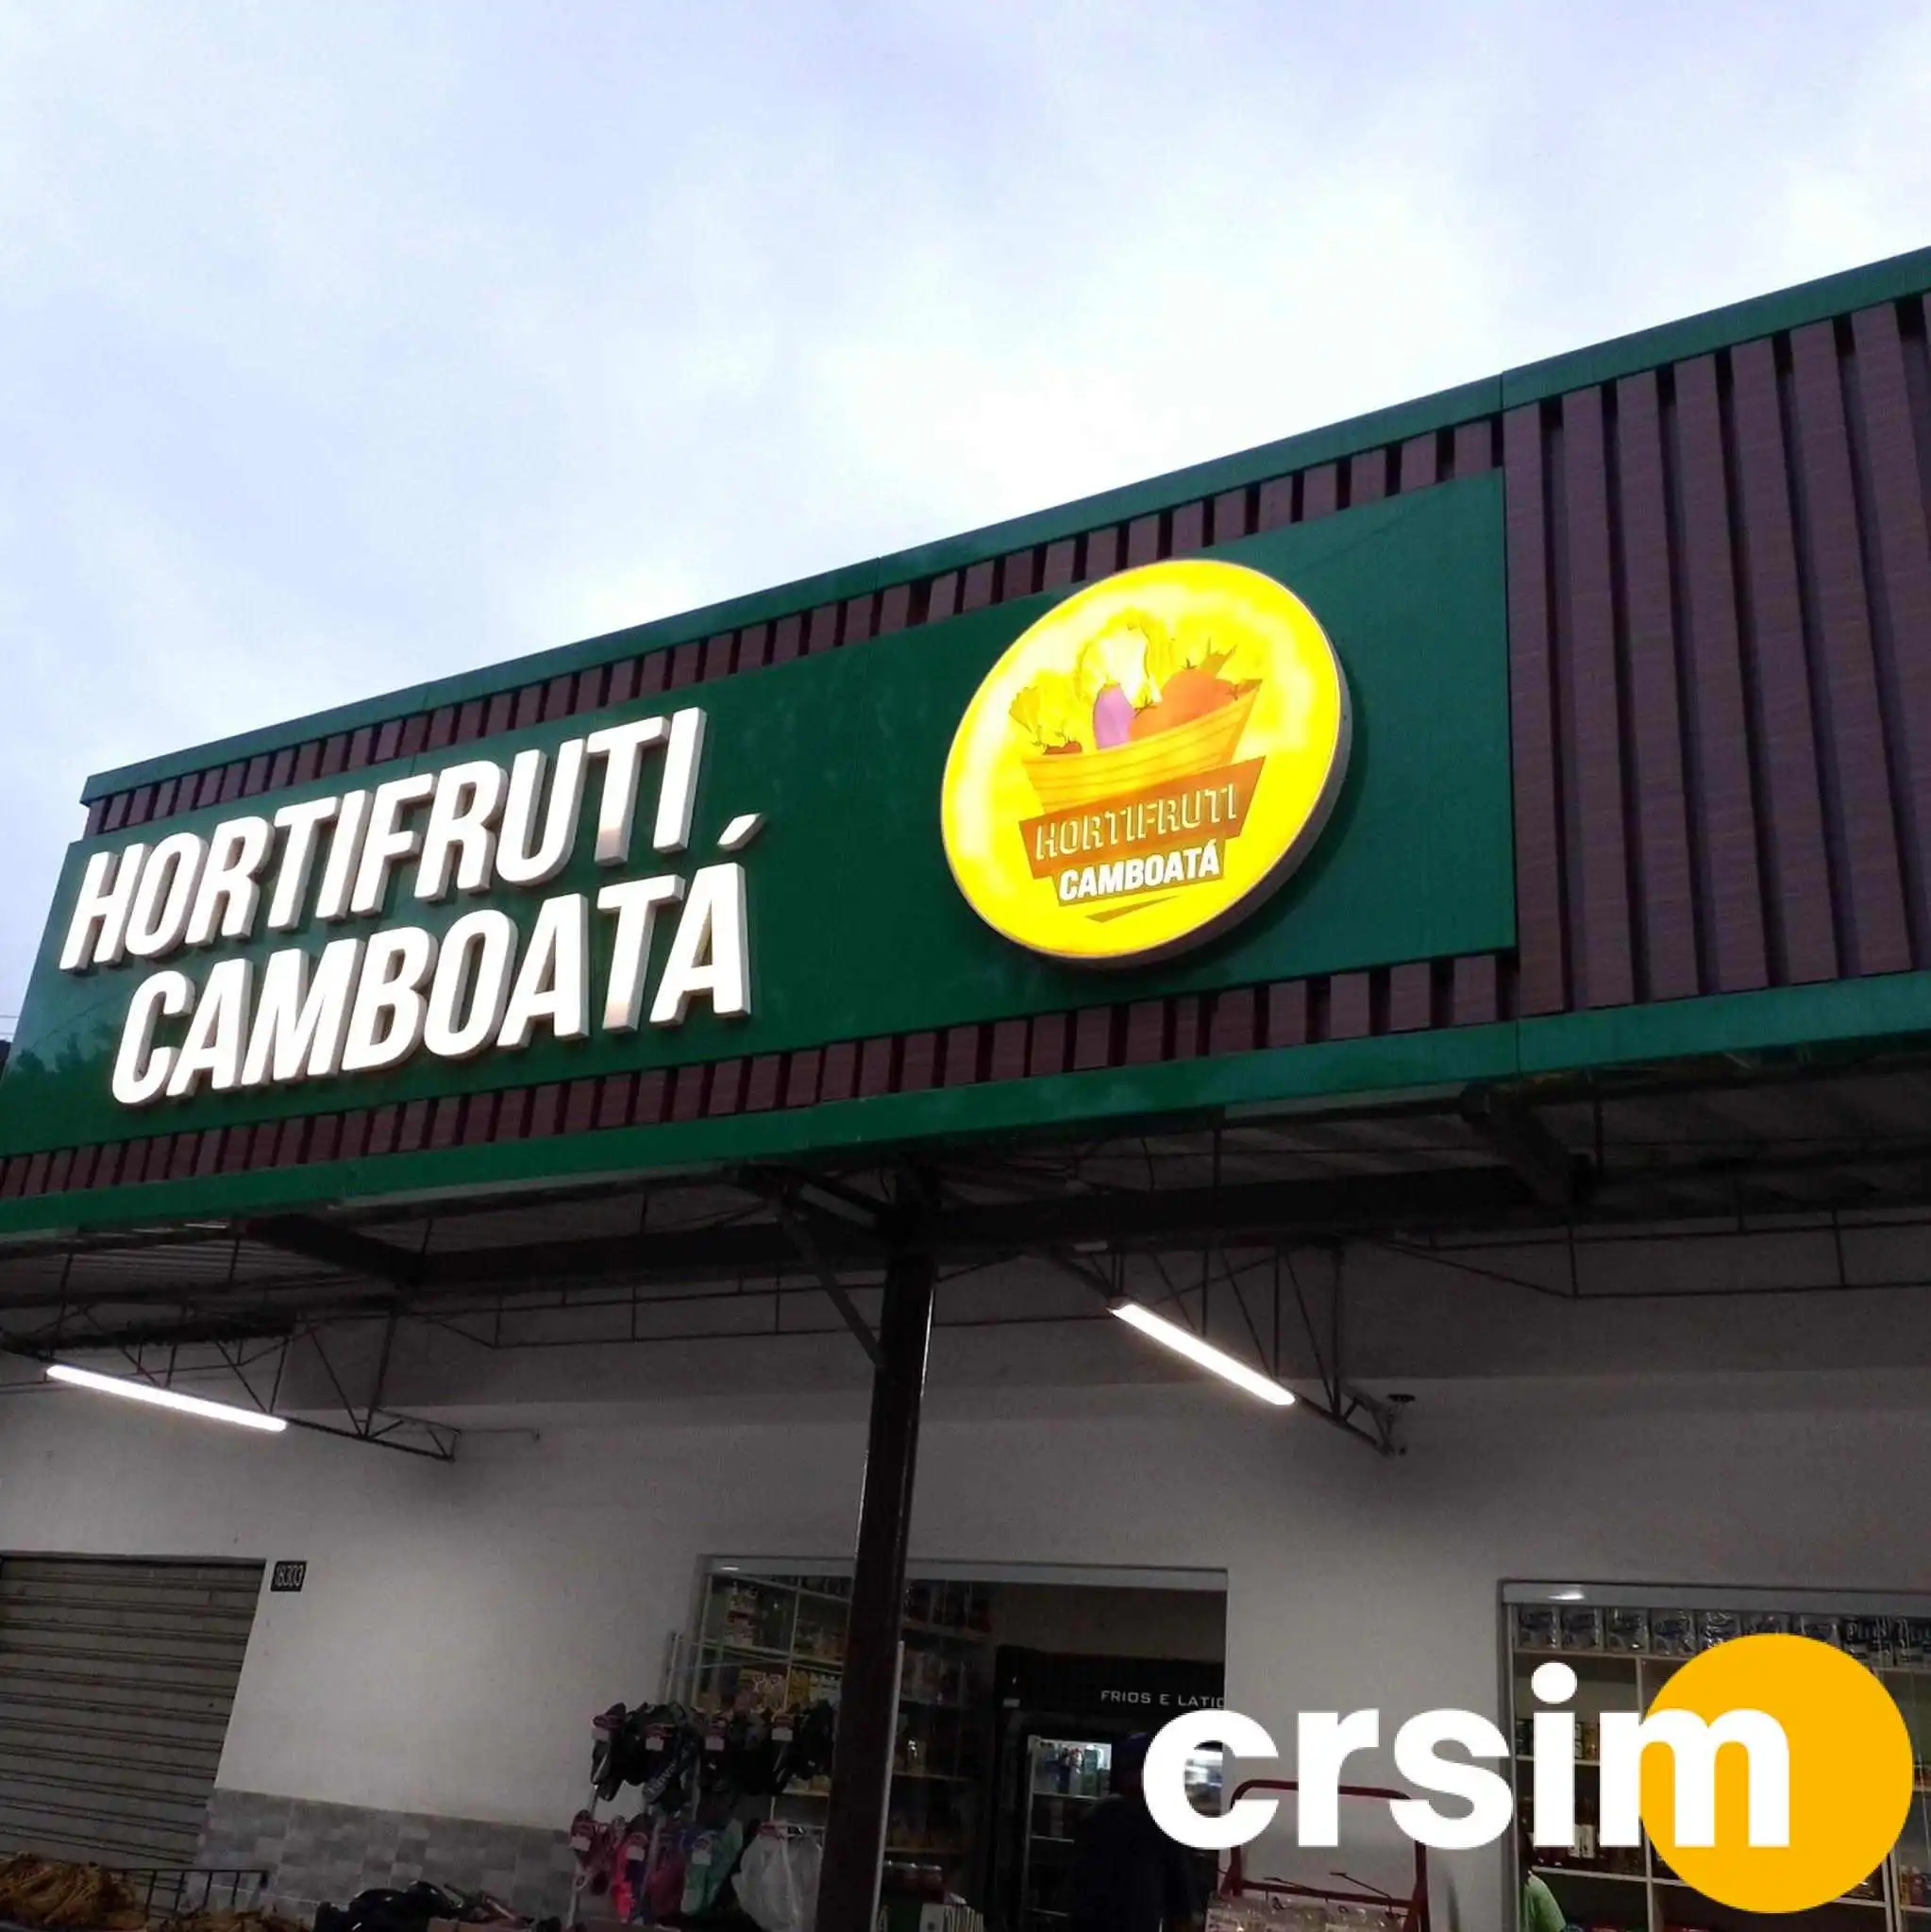 HORTIFRUTI
CAMBOATÁ
HORTIFRUTI
CAMBOATÁ
FRIOS E LATIC
crsim